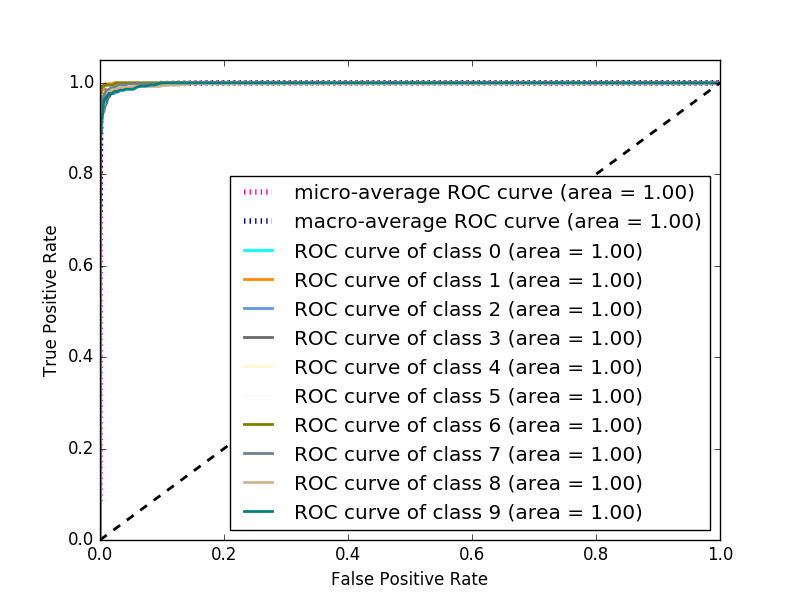 1.0
0.8
0.6
0.4
0.2
0.0
True Positive Rate
micro-average ROC curve (area = 1.00)
macro-average ROC curve (area = 1.00)
ROC curve of class 0 (area = 1.00)
ROC curve of class 1 (area = 1.00)
ROC curve of class 2 (area = 1.00)
ROC curve of class 3 (area = 1.00)
ROC curve of class 4 (area = 1.00)
ROC curve of class 5 (area = 1.00)
ROC curve of class 6 (area = 1.00)
ROC curve of class 7 (area = 1.00)
ROC curve of class 8 (area = 1.00)
ROC curve of class 9 (area = 1.00)
0.0 0.2 0.4 0.6 0.8 1.0
False Positive Rate